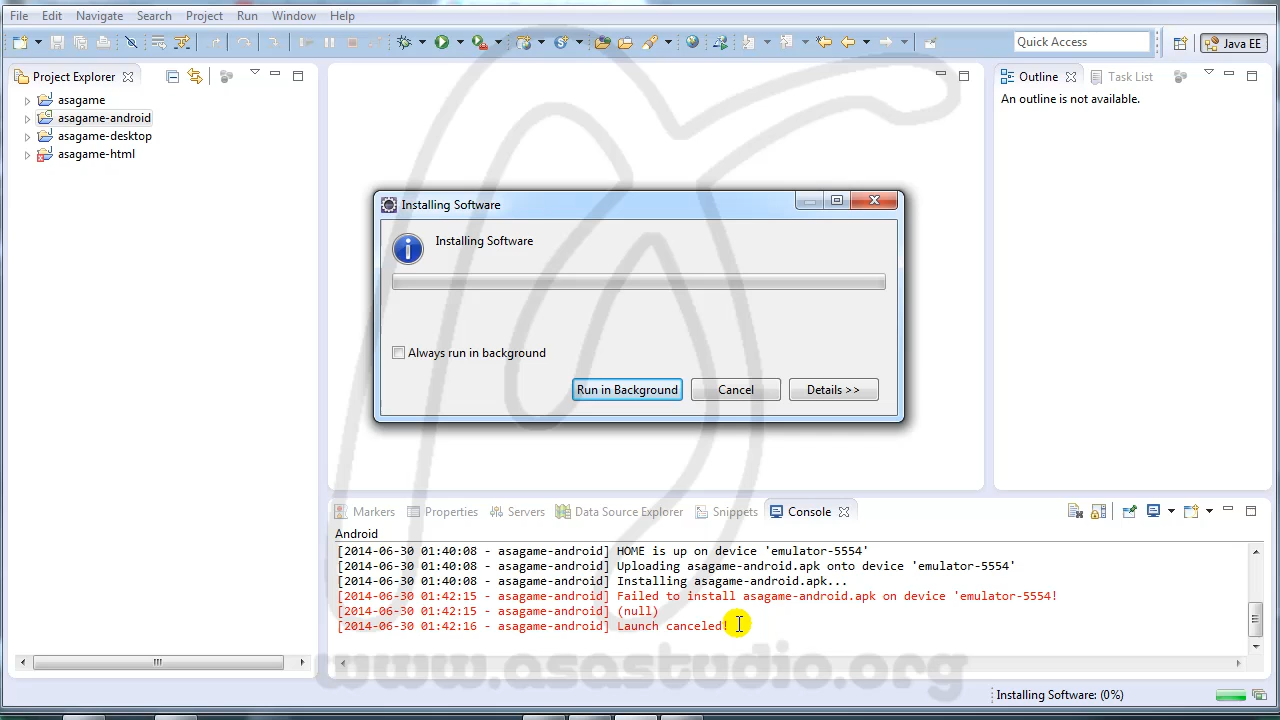 File Edit Navigate Search Project Run Window Help
Quick Access
Java EE
Project Explorer
asagame
asagame-android
asagame-desktop
asagame-html
Outline Task List
An outline is not available.
Installing Software
Installing Software
Always run in background
Run in Background Cancel Details >>
Markers Properties Servers Data Source Explorer Snippets Console
Android
[2014-06-30 01:40:08 - asagame-android] HOME is up on device 'emulator-5554'
[2014-06-30 01:40:08 - asagame-android] Uploading asagame-android.apk onto device 'emulator-5554'
[2014-06-30 01:40:08 - asagame-android] Installing asagame-android.apk...
[2014-06-30 01:42:15 - asagame-android] Failed to install asagame-android.apk on device 'emulator-5554!
[2014-06-30 01:42:15 - asagame-android] (null)
[2014-06-30 01:42:16 - asagame-android] Launch canceled!
www.asastudio.org
Installing Software: (0%)